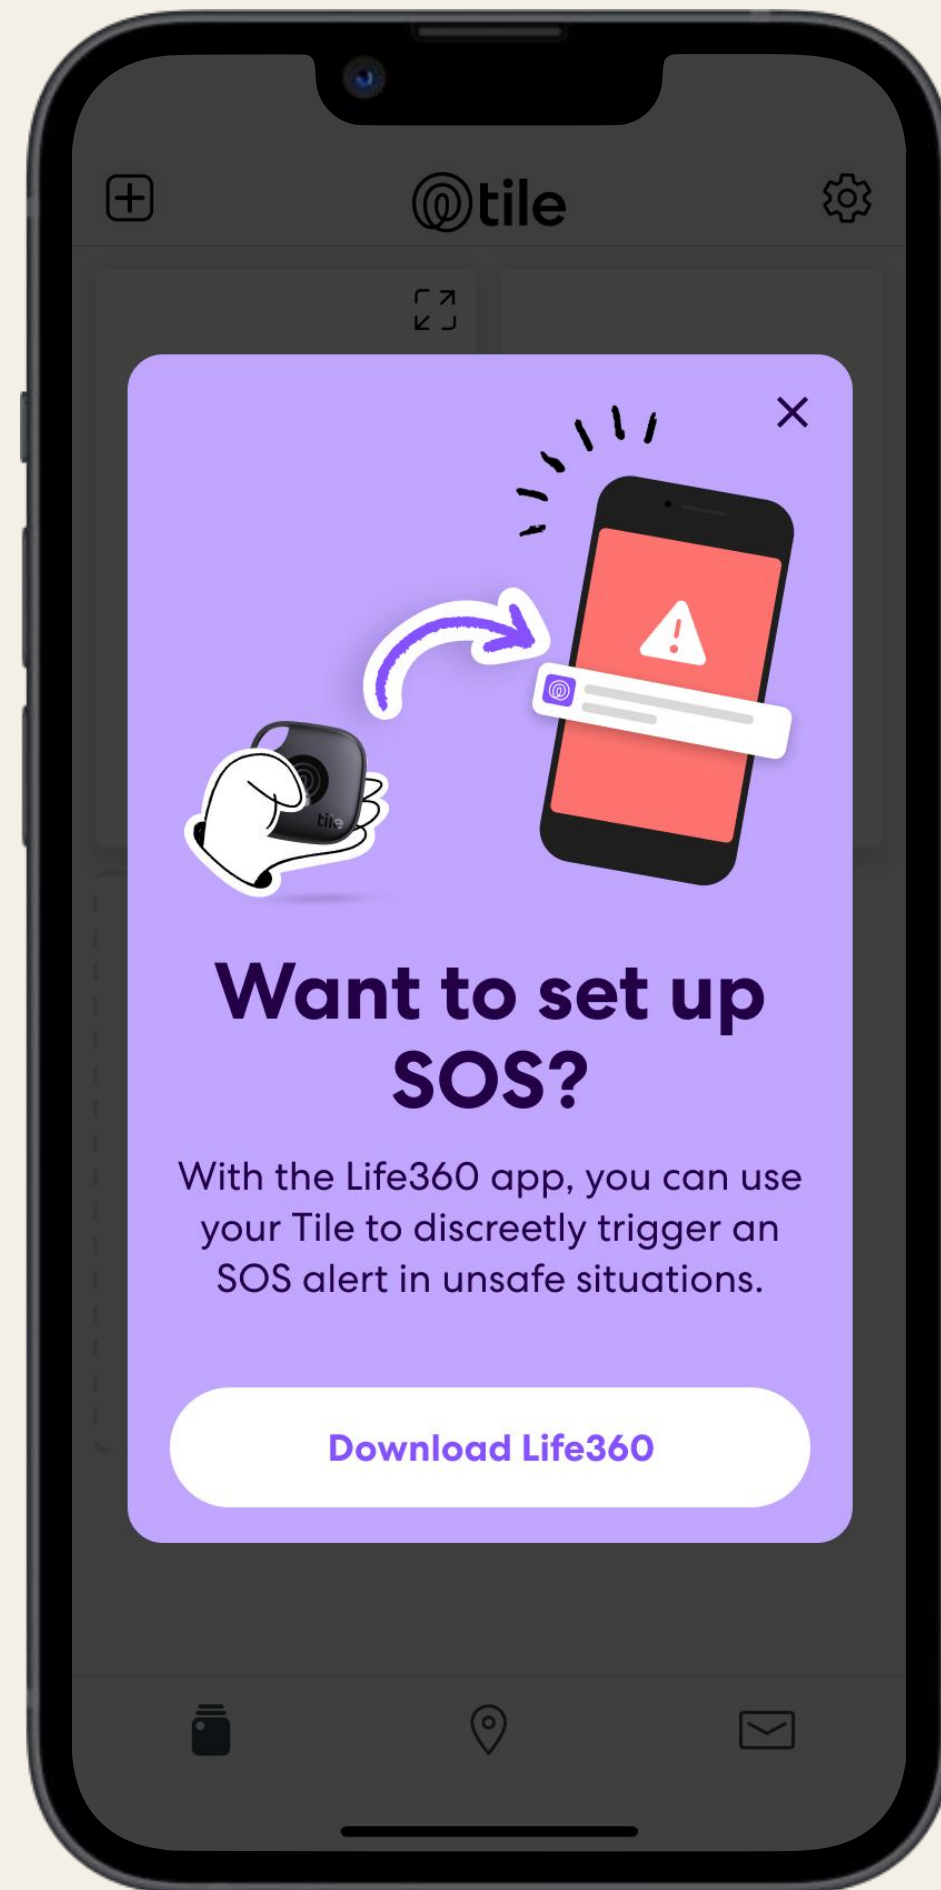 tile
tile
Want to set up
SOS?
With the Life360 app, you can use
your Tile to discreetly trigger an
SOS alert in unsafe situations.
Download Life360